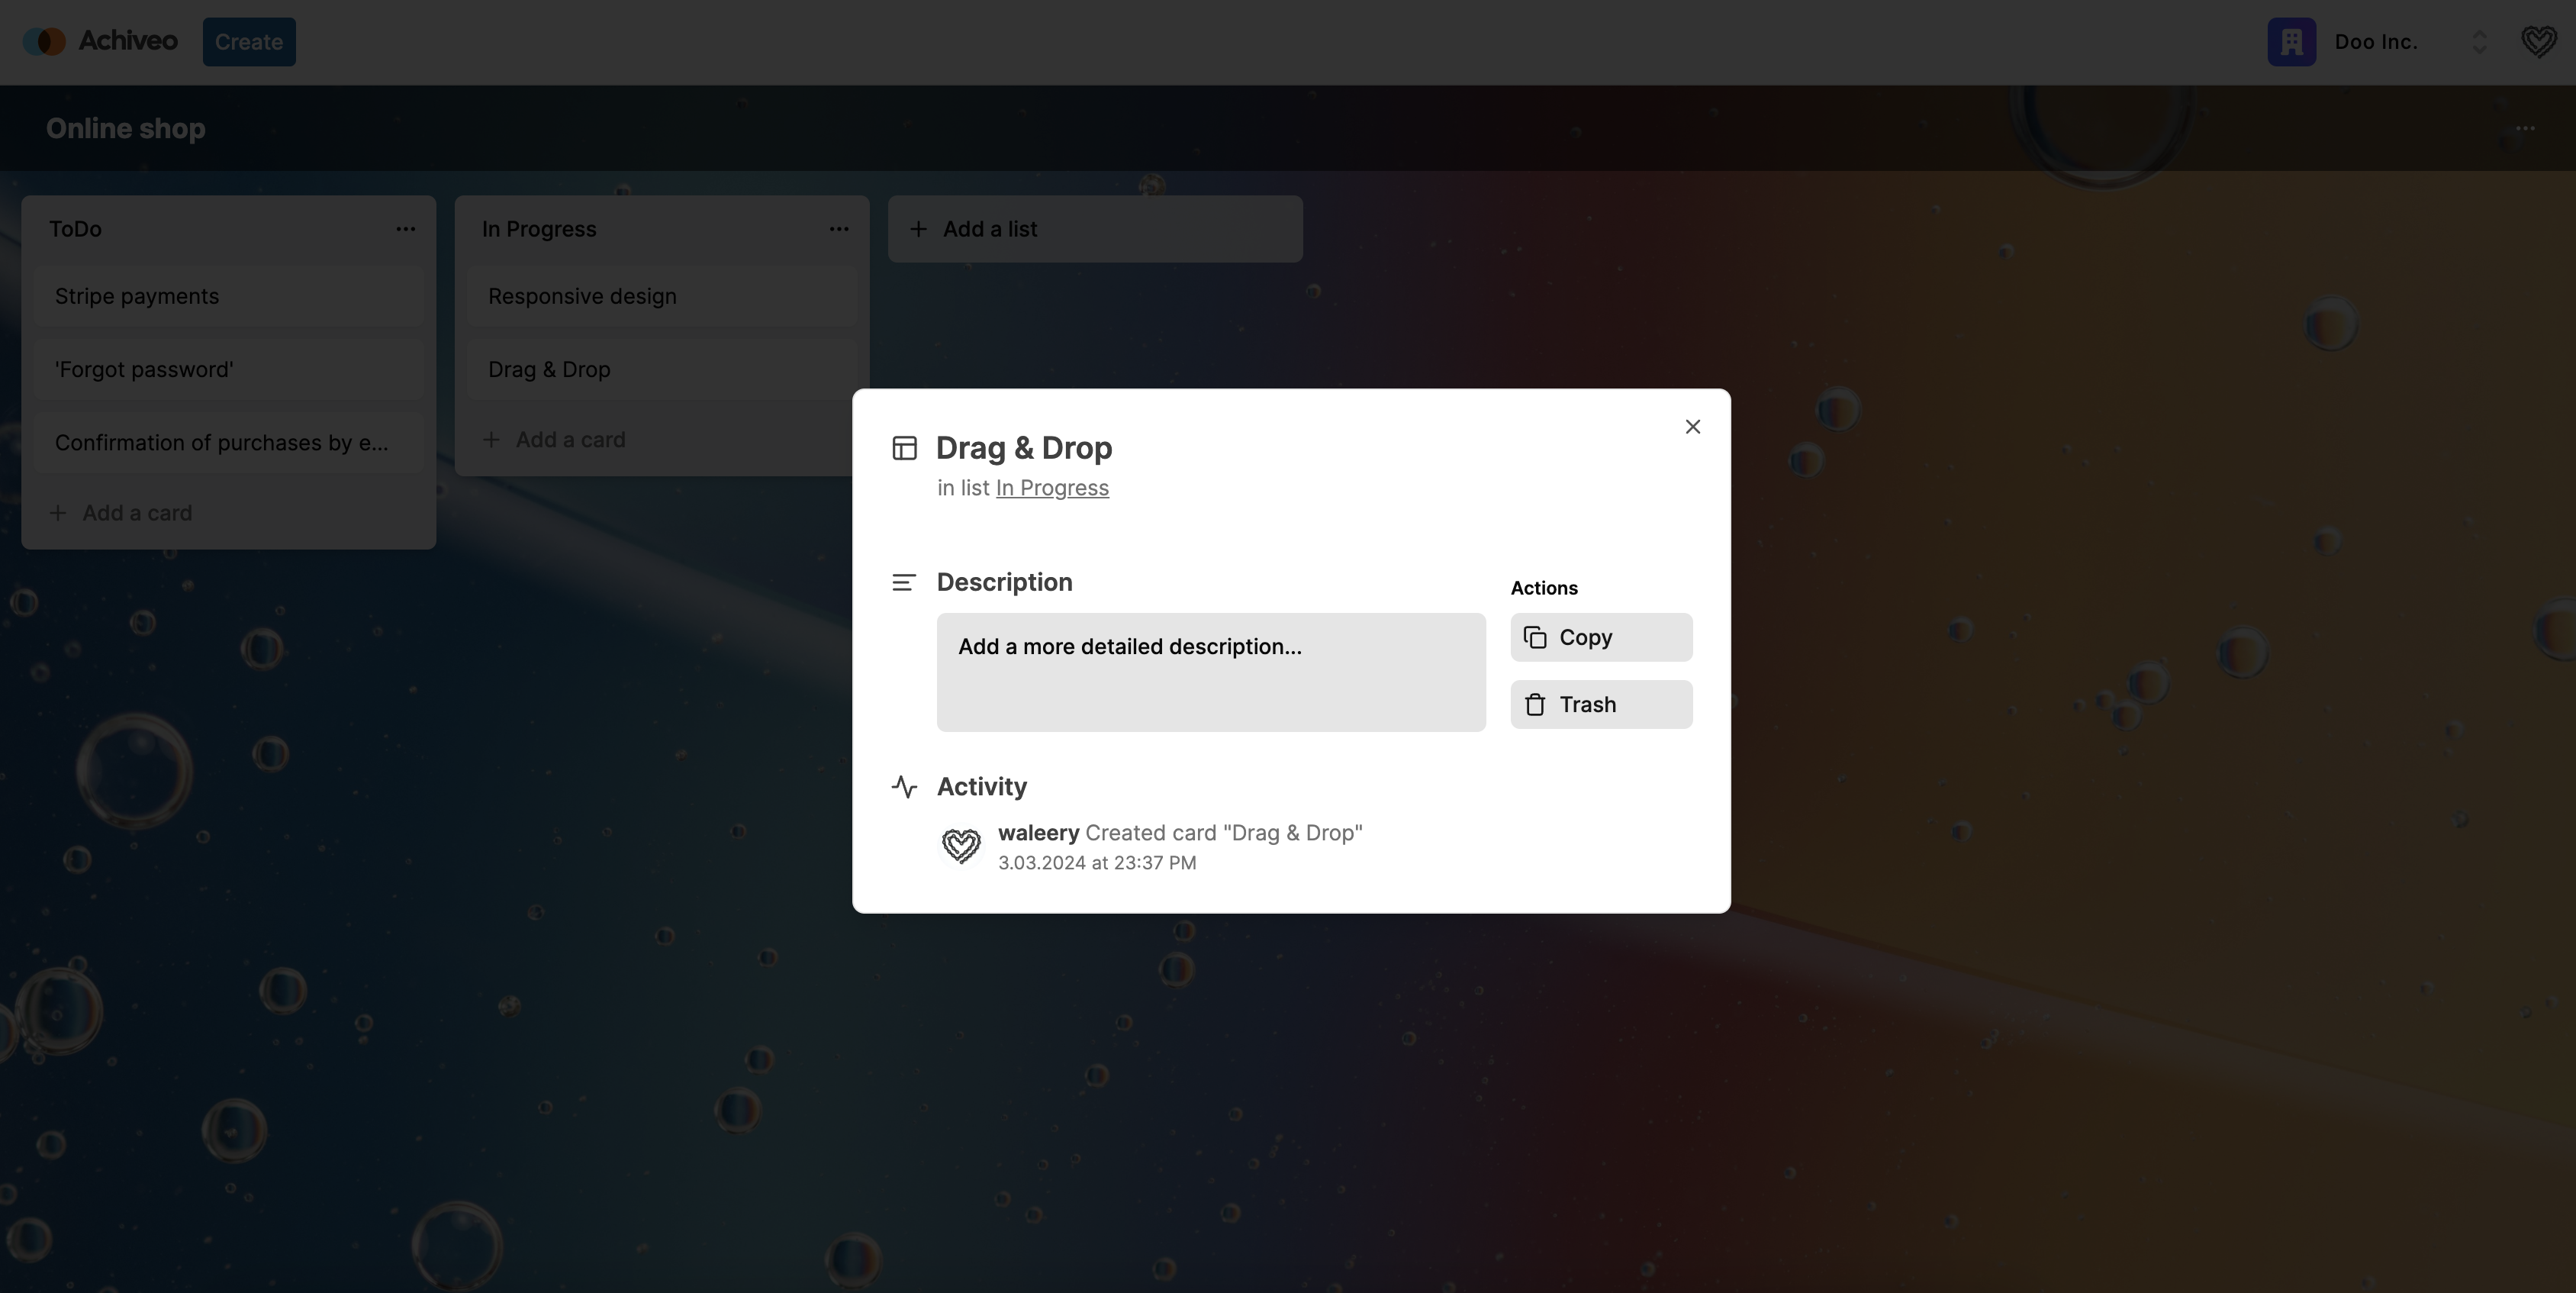 Achiveo
Create
Doo Inc.
Online shop
...
ToDo
...
Stripe payments
'Forgot password'
Confirmation of purchases by e...
+ Add a card
In Progress
...
Responsive design
Drag & Drop
+ Add a card
+ Add a list
Drag & Drop
in list In Progress
Description
Add a more detailed description...
Actions
Copy
Trash
Activity
waleery Created card "Drag & Drop"
3.03.2024 at 23:37 PM